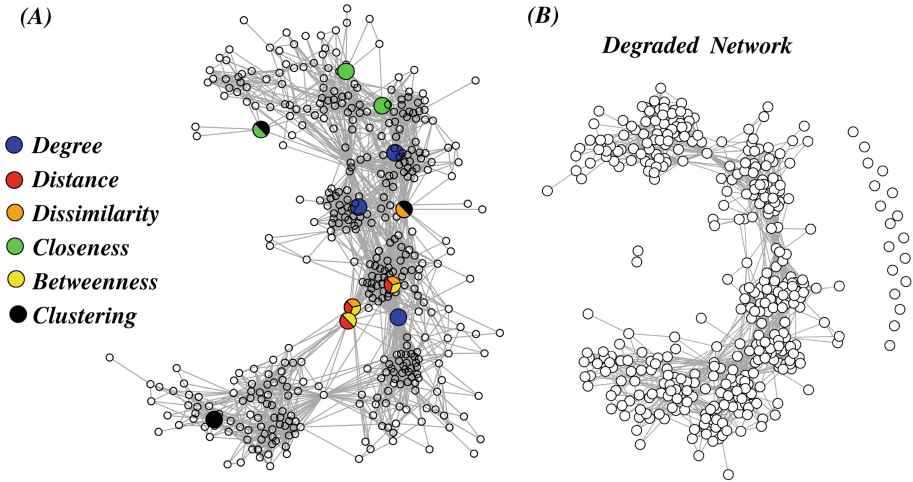 (A)
Degree
Distance
Dissimilarity
Closeness
Betweenness
Clustering
(B)
Degraded Network